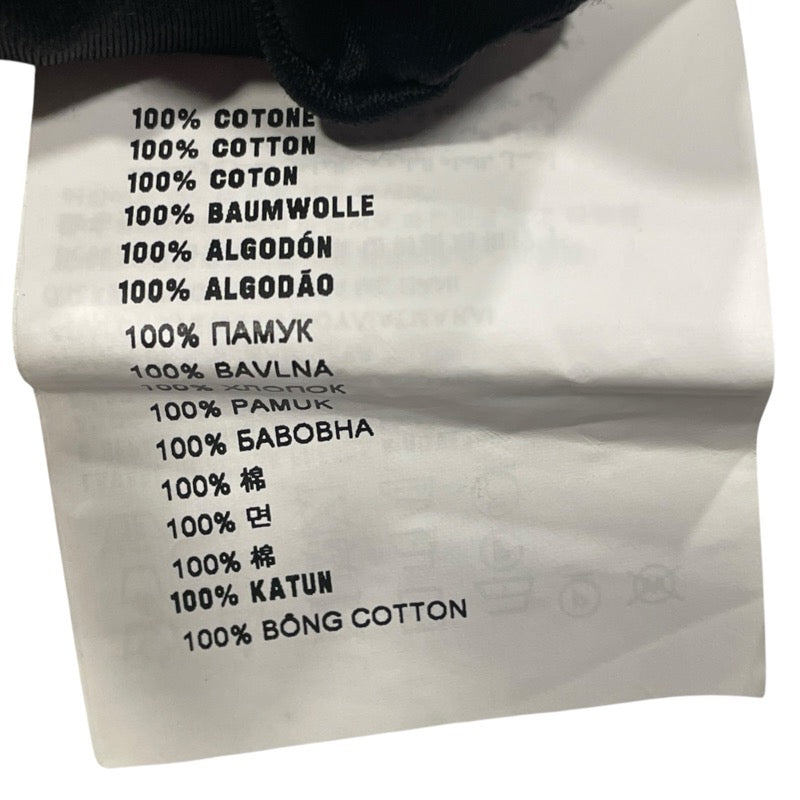 100% COTONE
100% COTTON
100% COTON
100% BAUMWOLLE
100% ALGODÓN
100% ALGODÃO
100% ПАМУК
100% BAVLNA
100% ХЛОПОК
100% PAMUK
100% БАВОВНА
100% 棉
100% 면
100% 棉
100% KATUN
100% BÔNG COTTON